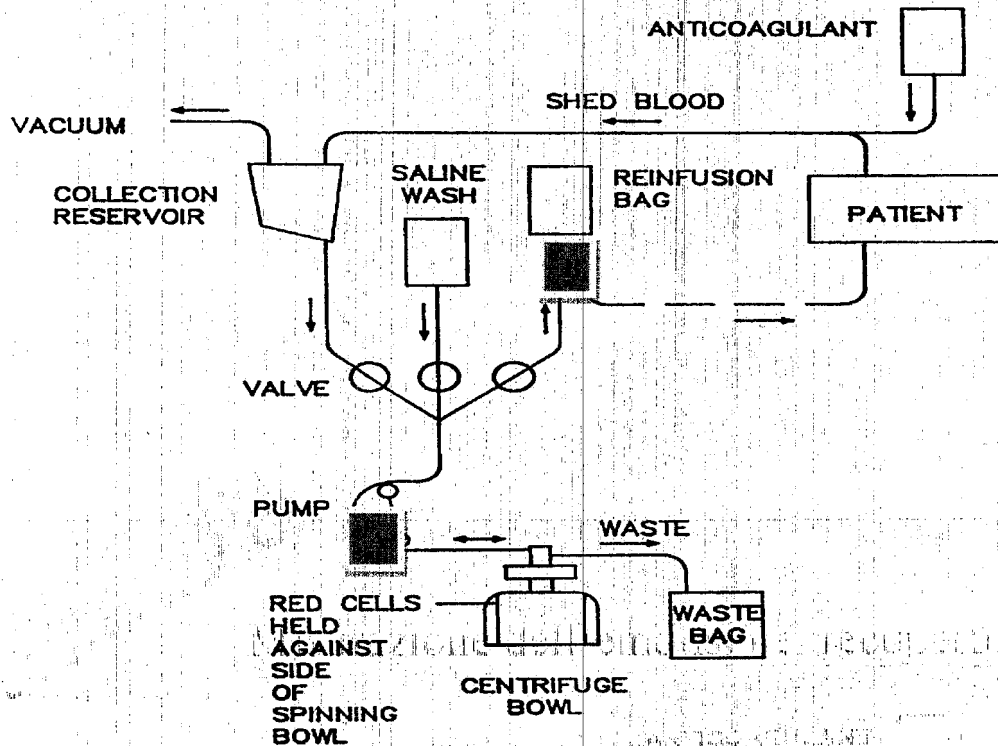 ANTICOAGULANT
SHED BLOOD
VACUUM
COLLECTION
RESERVOIR
SALINE
WASH
REINFUSION
BAG
PATIENT
VALVE
PUMP
WASTE
RED CELLS
HELD
AGAINST
SIDE
OF
SPINNING
BOWL
CENTRIFUGE
BOWL
WASTE
BAG